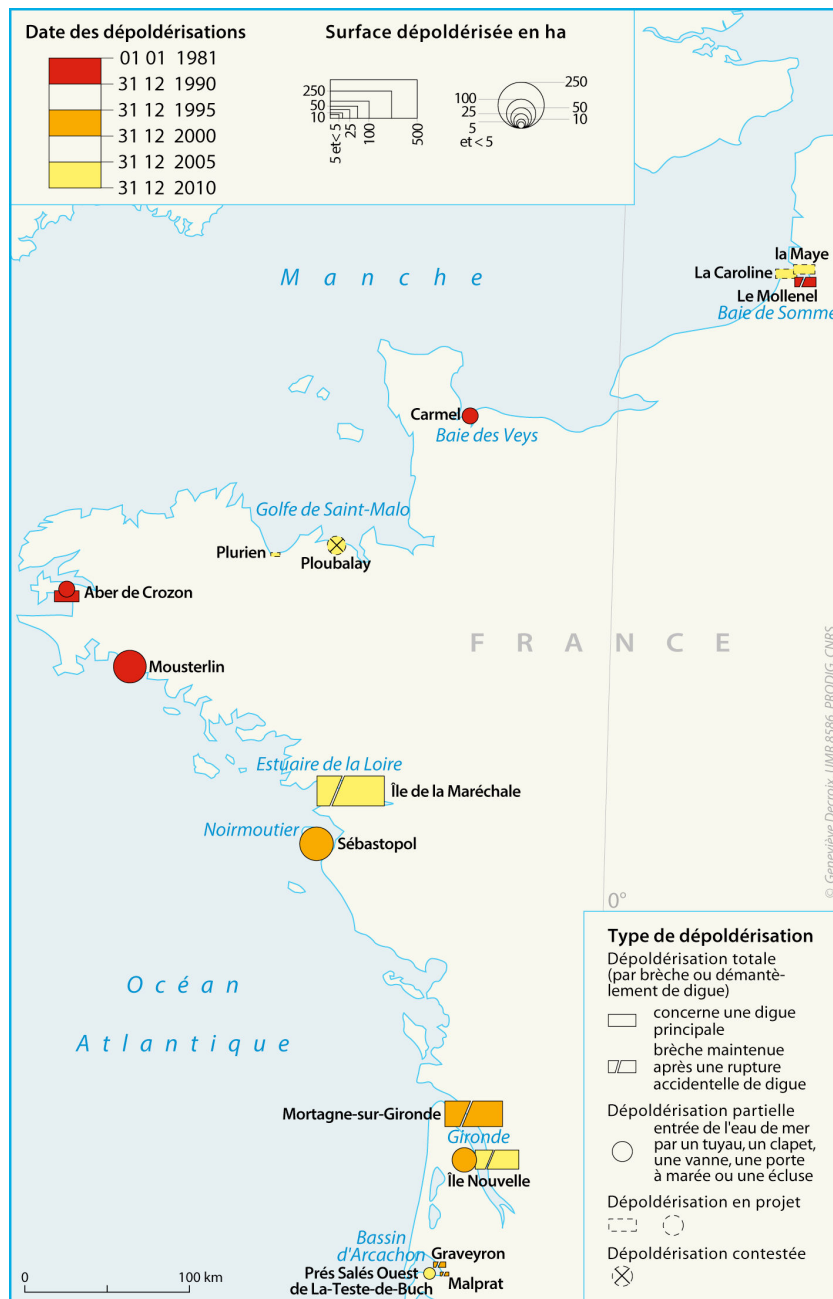 Date des dépoldérisations
01 01 1981
31 12 1990
31 12 1995
31 12 2000
31 12 2005
31 12 2010
Surface dépoldérisée en ha
250
50
10
5 et< 5
25
100
500
250
100
50
25
10
5
et < 5
Manche
la Maye
La Caroline
Le Mollenel
Baie de Somme
Carmel
Baie des Veys
Golfe de Saint-Malo
Plurien
Ploubalay
Aber de Crozon
FRANCE
Mousterlin
Estuaire de la Loire
Île de la Maréchale
Noirmoutier
Sébastopol
© Geneviève Decroix, UMR 8586, PRODIG, CNRS
0°
Océan
Atlantique
Mortagne-sur-Gironde
Gironde
Île Nouvelle
Bassin
d'Arcachon
Graveyron
Prés Salés Ouest
de La-Teste-de-Buch
Malprat
0
100 km
Type de dépoldérisation
Dépoldérisation totale
(par brèche ou démantè-
lement de digue)
concerne une digue
principale
brèche maintenue
après une rupture
accidentelle de digue
Dépoldérisation partielle
entrée de l'eau de mer
par un tuyau, un clapet,
une vanne, une porte
à marée ou une écluse
Dépoldérisation en projet
Dépoldérisation contestée